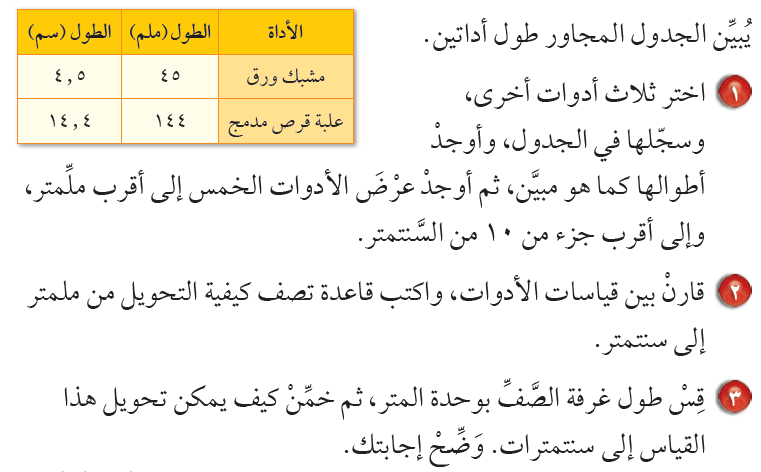 يُبيِّن الجدول المجاور طول أداتين.
الأداة الطول (ملم) الطول (سم)
مشبك ورق ٤٥ ٤,٥
علبة قرص مدمج ١٤٤ ١٤,٤
١ اختر ثلاث أدوات أخرى،
وسجّلها في الجدول، وأوجدْ
أطوالها كما هو مبيَّن، ثم أوجدْ عرْضَ الأدوات الخمس إلى أقرب ملِّمتر،
وإلى أقرب جزء من ١٠ من السَّنتمتر.
٢ قارنْ بين قياسات الأدوات، واكتب قاعدة تصف كيفية التحويل من ملمتر
إلى سنتمتر.
٣ قِسْ طول غرفة الصَّفِّ بوحدة المتر، ثم خمِّنْ كيف يمكن تحويل هذا
القياس إلى سنتمترات. وَضِّحْ إجابتك.